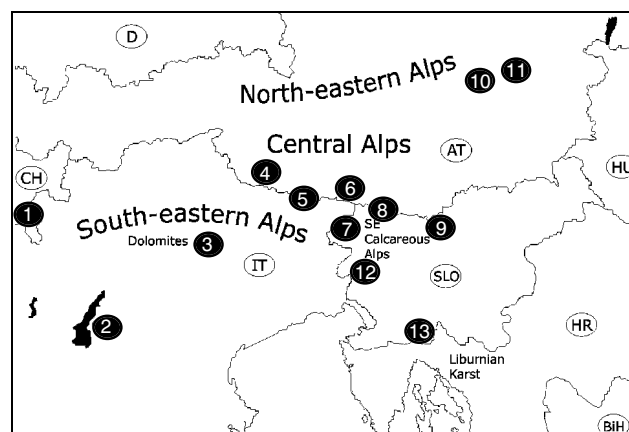 D
North-eastern Alps
10
11
Central Alps
AT
HU
CH
4
5
6
1
South-eastern Alps
8
9
7
SE
Calcareous
Alps
Dolomites
3
IT
12
SLO
2
13
HR
Liburnian
Karst
BiH